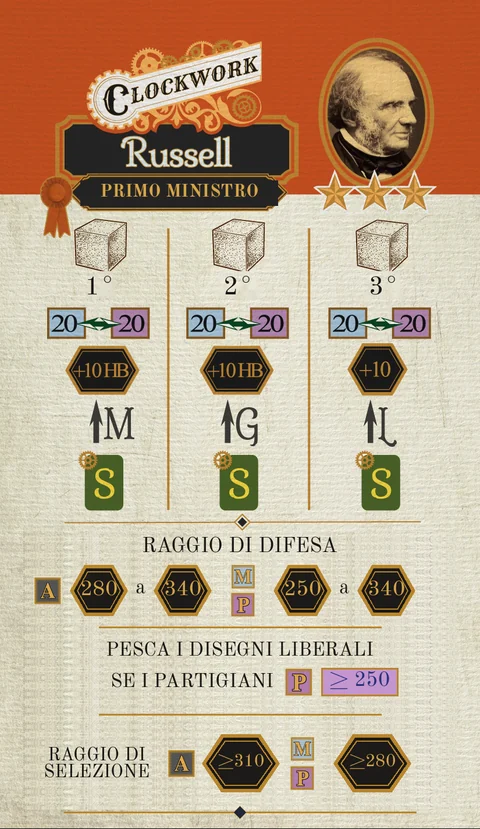 CLOCKWORK
Russell
PRIMO MINISTRO
1° 2° 3°
20 20 20 20 20 20
+10 HB +10 HB +10
M G L
S S S
RAGGIO DI DIFESA
A 280 a 340 M P 250 a 340
PESCA I DISEGNI LIBERALI
SE I PARTIGIANI P ≥ 250
RAGGIO DI SELEZIONE A ≥310 M P ≥280